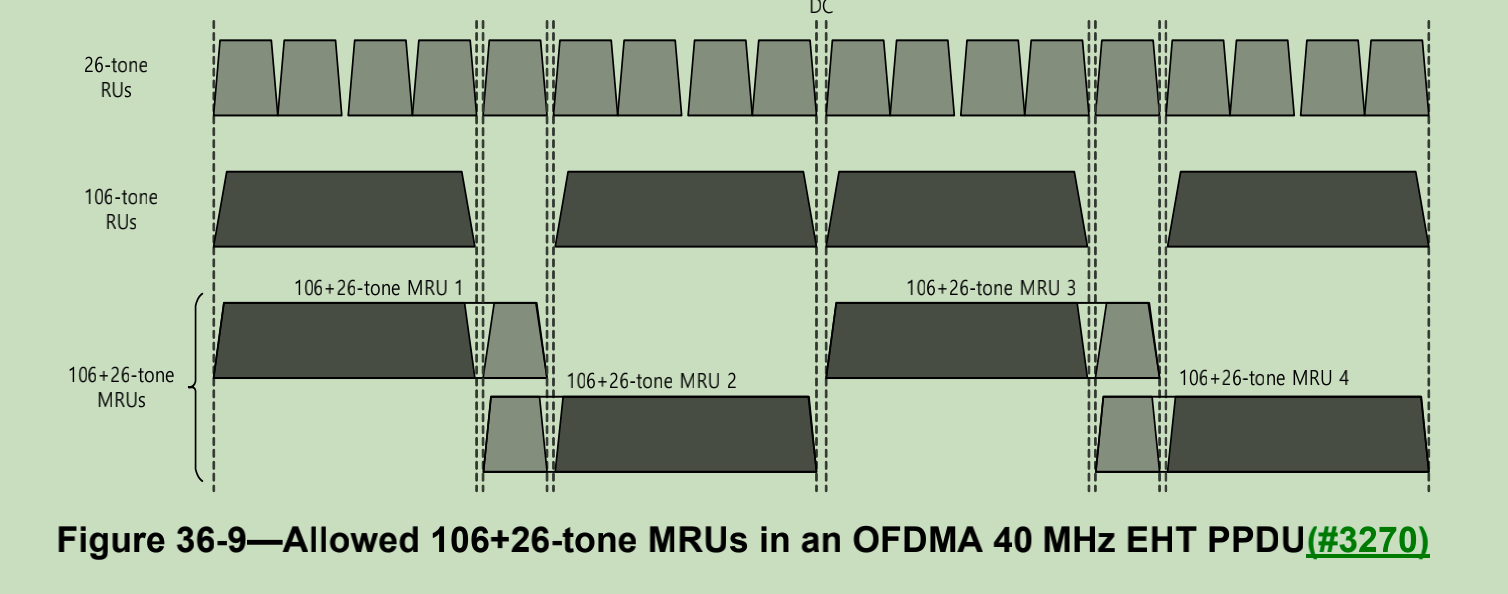 DC
26-tone
RUs
106-tone
RUs
106+26-tone MRU 1
106+26-tone MRU 3
106+26-tone
MRUs
106+26-tone MRU 2
106+26-tone MRU 4
Figure 36-9—Allowed 106+26-tone MRUs in an OFDMA 40 MHz EHT PPDU(#3270)